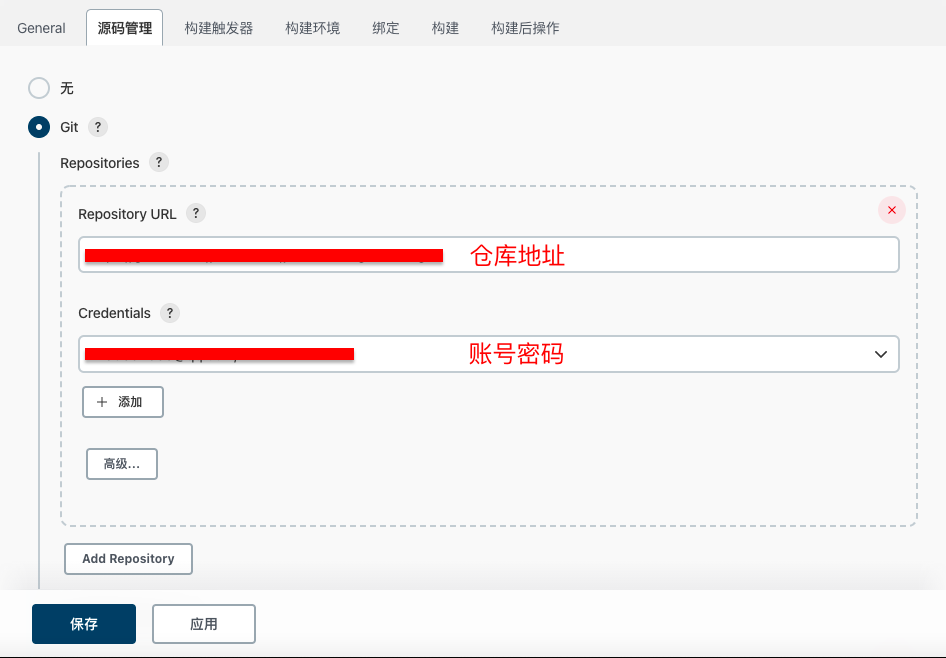 General 源码管理 构建触发器 构建环境 绑定 构建 构建后操作
无
Git ?
Repositories ?
Repository URL ?
仓库地址
Credentials ?
账号密码
添加
高级...
Add Repository
保存 应用